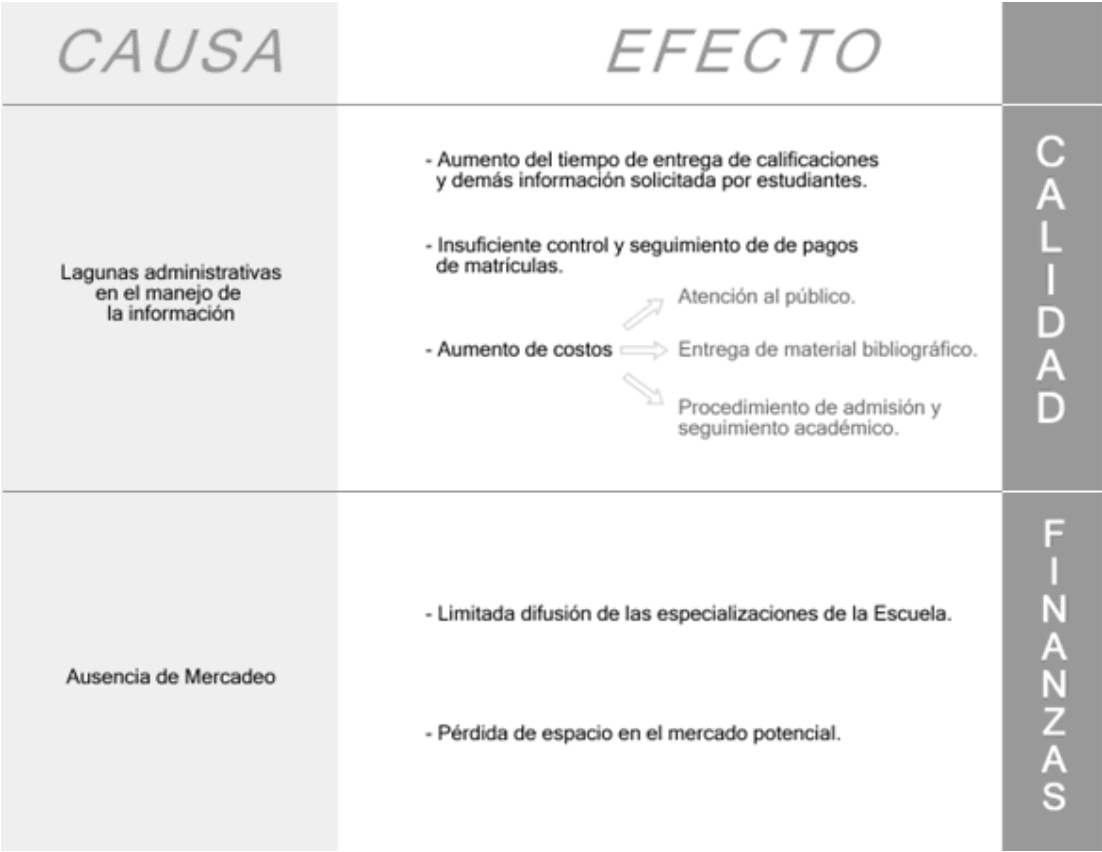 CAUSA
EFECTO
Lagunas administrativas
en el manejo de
la información
- Aumento del tiempo de entrega de calificaciones
y demás información solicitada por estudiantes.
- Insuficiente control y seguimiento de de pagos
de matrículas.
- Aumento de costos
Atención al público.
Entrega de material bibliográfico.
Procedimiento de admisión y
seguimiento académico.
CALIDAD
Ausencia de Mercadeo
- Limitada difusión de las especializaciones de la Escuela.
- Pérdida de espacio en el mercado potencial.
FINANZAS